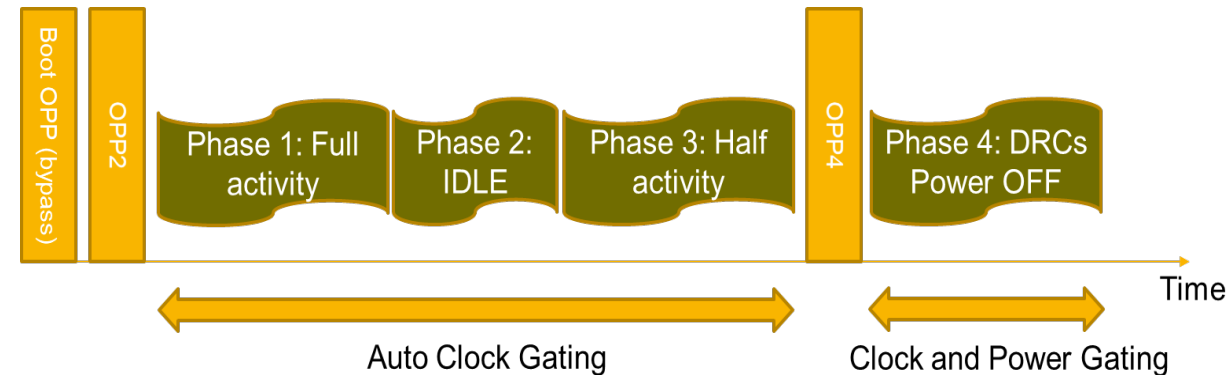 Boot OPP (bypass)
OPP2
Phase 1: Full
activity
Phase 2:
IDLE
Phase 3: Half
activity
OPP4
Phase 4: DRCs
Power OFF
Time
Auto Clock Gating
Clock and Power Gating